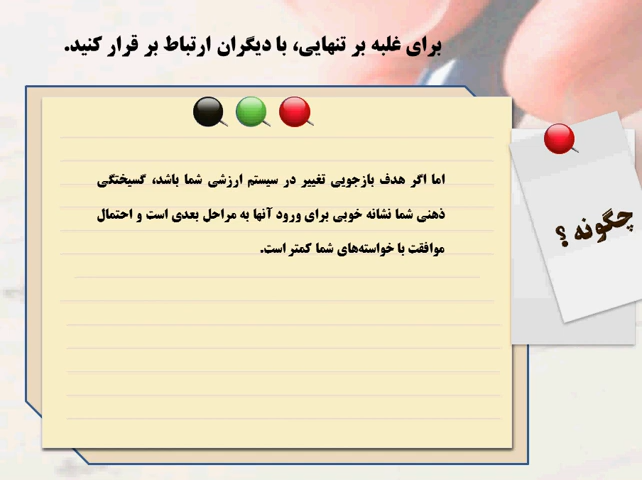 برای غلبه بر تنهایی، با دیگران ارتباط بر قرار کنید.
چگونه ؟
اما اگر هدف بازجویی تغییر در سیستم ارزشی شما باشد، گسیختگی
ذهنی شما نشانه خوبی برای ورود آنها به مراحل بعدی است و احتمال
موافقت با خواسته‌های شما کمتر است.